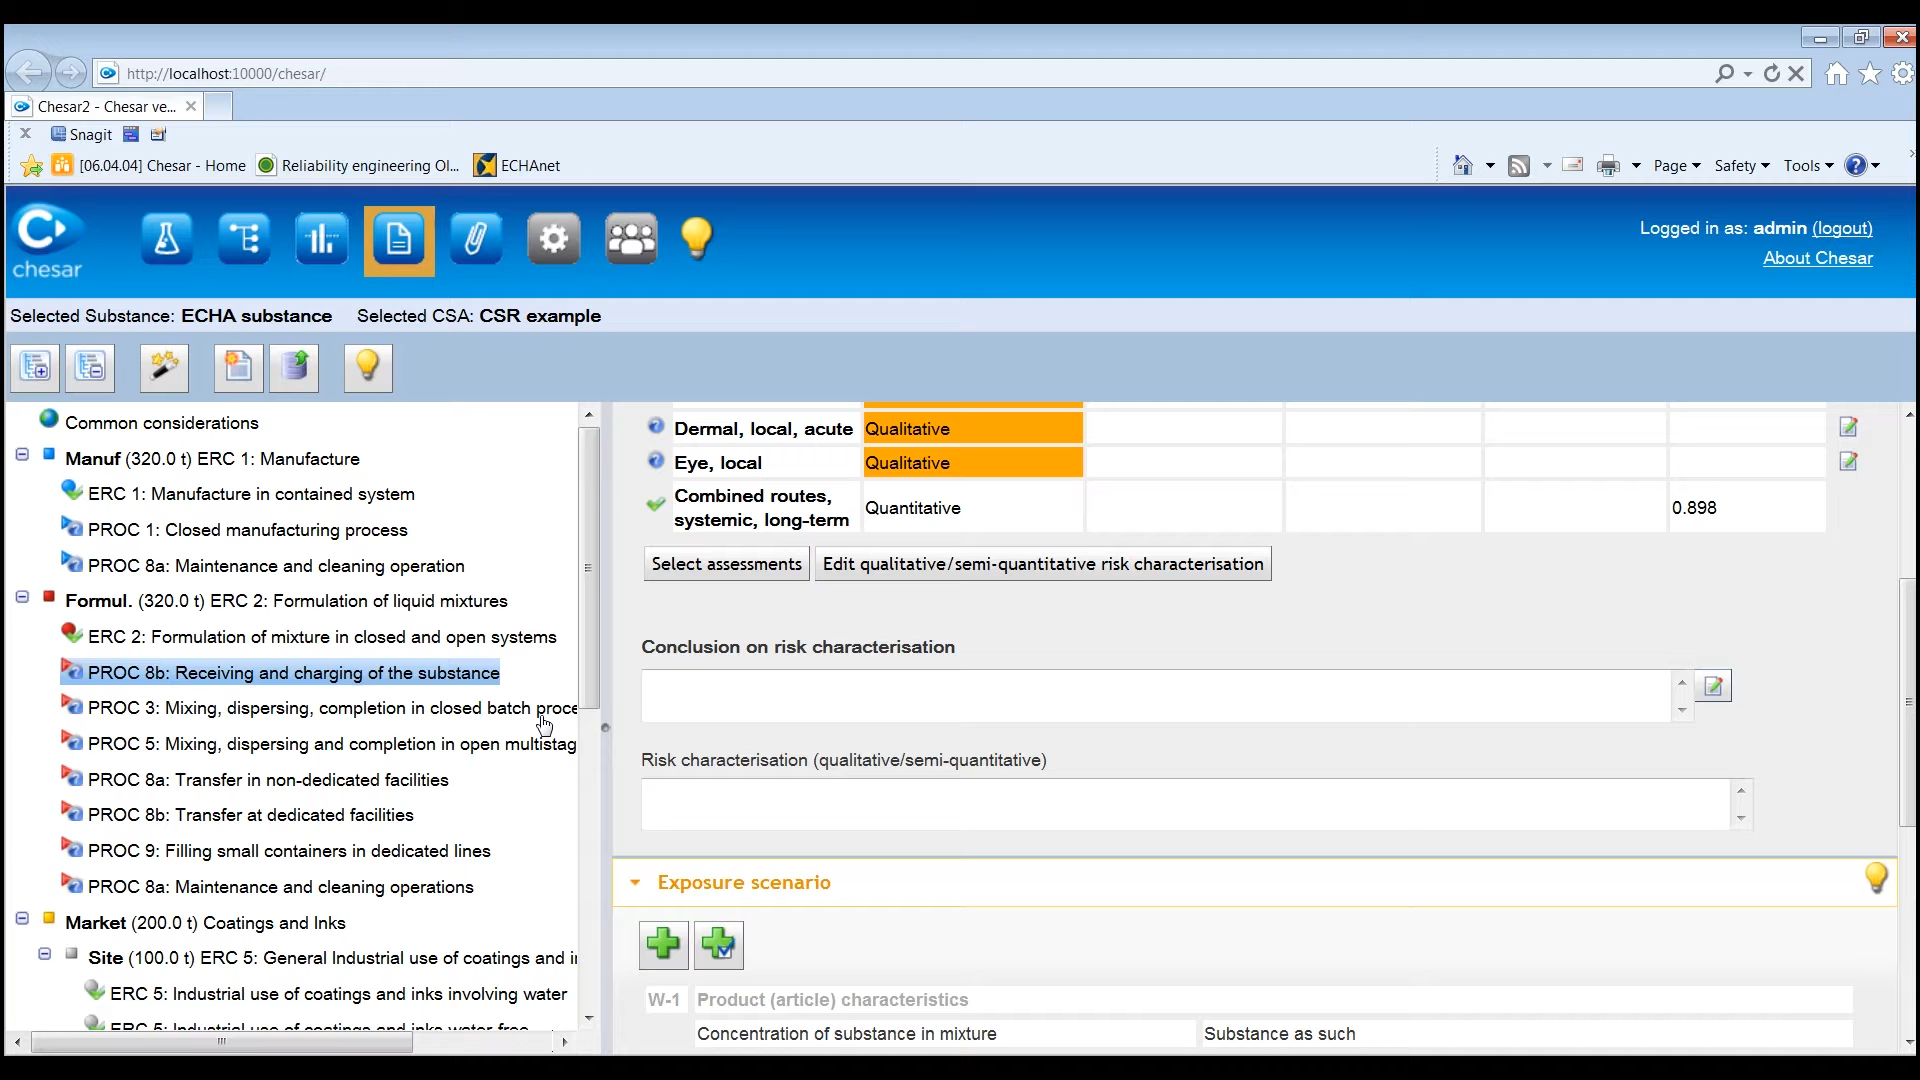 http://localhost:10000/chesar/
Chesar2 - Chesar ve...
Snagit
[06.04.04] Chesar - Home
Reliability engineering Ol...
ECHAnet
Page
Safety
Tools
chesar
Logged in as: admin (logout)
About Chesar
Selected Substance: ECHA substance Selected CSA: CSR example
Common considerations
Manuf (320.0 t) ERC 1: Manufacture
ERC 1: Manufacture in contained system
PROC 1: Closed manufacturing process
PROC 8a: Maintenance and cleaning operation
Formul. (320.0 t) ERC 2: Formulation of liquid mixtures
ERC 2: Formulation of mixture in closed and open systems
PROC 8b: Receiving and charging of the substance
PROC 3: Mixing, dispersing, completion in closed batch proce
PROC 5: Mixing, dispersing and completion in open multistag
PROC 8a: Transfer in non-dedicated facilities
PROC 8b: Transfer at dedicated facilities
PROC 9: Filling small containers in dedicated lines
PROC 8a: Maintenance and cleaning operations
Market (200.0 t) Coatings and Inks
Site (100.0 t) ERC 5: General Industrial use of coatings and i
ERC 5: Industrial use of coatings and inks involving water
ERC 5: Industrial use of coatings and inks water free
Dermal, local, acute Qualitative
Eye, local Qualitative
Combined routes, systemic, long-term Quantitative 0.898
Select assessments
Edit qualitative/semi-quantitative risk characterisation
Conclusion on risk characterisation
Risk characterisation (qualitative/semi-quantitative)
Exposure scenario
W-1 Product (article) characteristics
Concentration of substance in mixture Substance as such